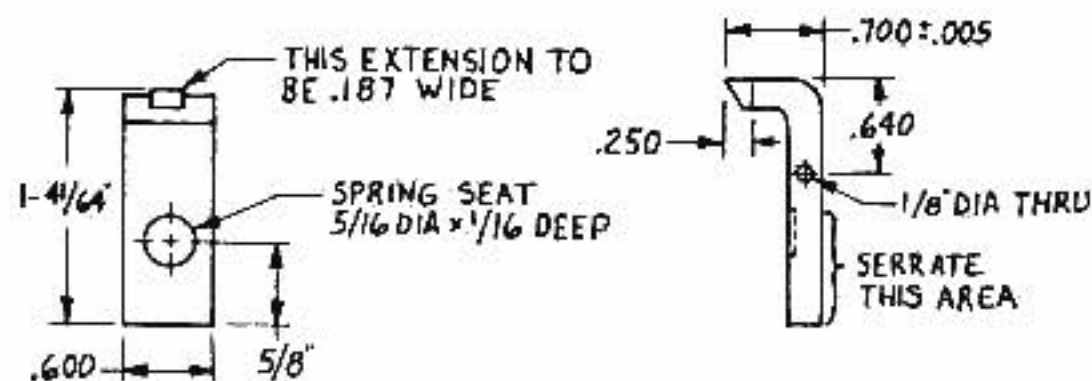 THIS EXTENSION TO
BE .187 WIDE
1-41/64"
SPRING SEAT
5/16 DIA × 1/16 DEEP
.600
5/8"
.700±.005
.640
.250
1/8" DIA THRU
SERRATE
THIS AREA